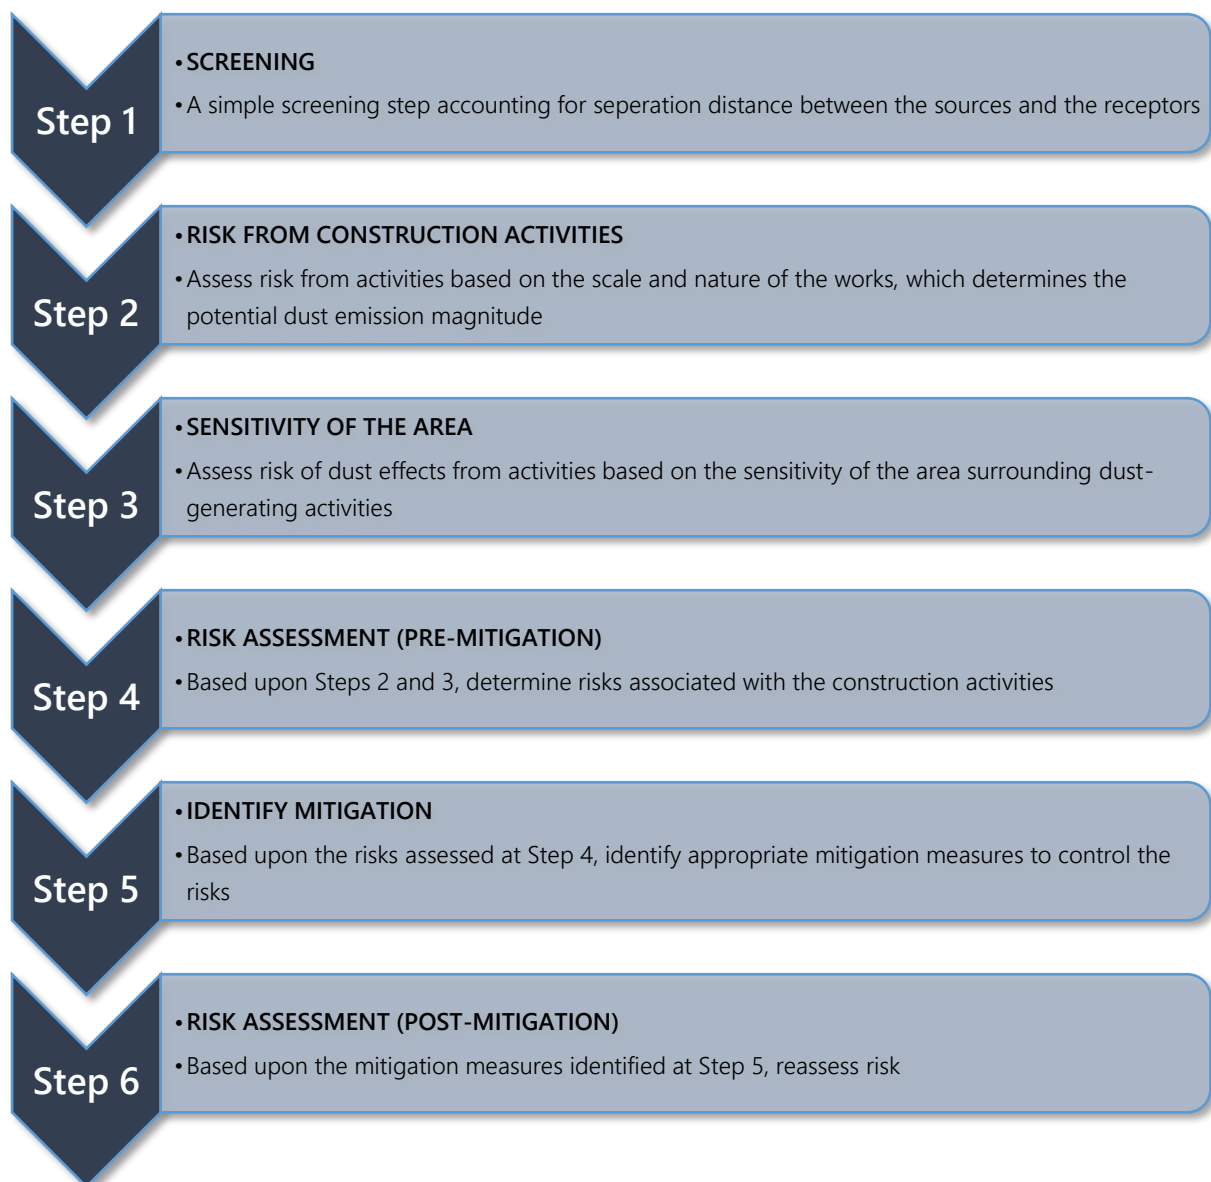 Step 1
•SCREENING
•A simple screening step accounting for seperation distance between the sources and the receptors
Step 2
•RISK FROM CONSTRUCTION ACTIVITIES
•Assess risk from activities based on the scale and nature of the works, which determines the
potential dust emission magnitude
Step 3
•SENSITIVITY OF THE AREA
•Assess risk of dust effects from activities based on the sensitivity of the area surrounding dust-
generating activities
Step 4
•RISK ASSESSMENT (PRE-MITIGATION)
•Based upon Steps 2 and 3, determine risks associated with the construction activities
Step 5
•IDENTIFY MITIGATION
•Based upon the risks assessed at Step 4, identify appropriate mitigation measures to control the
risks
Step 6
•RISK ASSESSMENT (POST-MITIGATION)
•Based upon the mitigation measures identified at Step 5, reassess risk